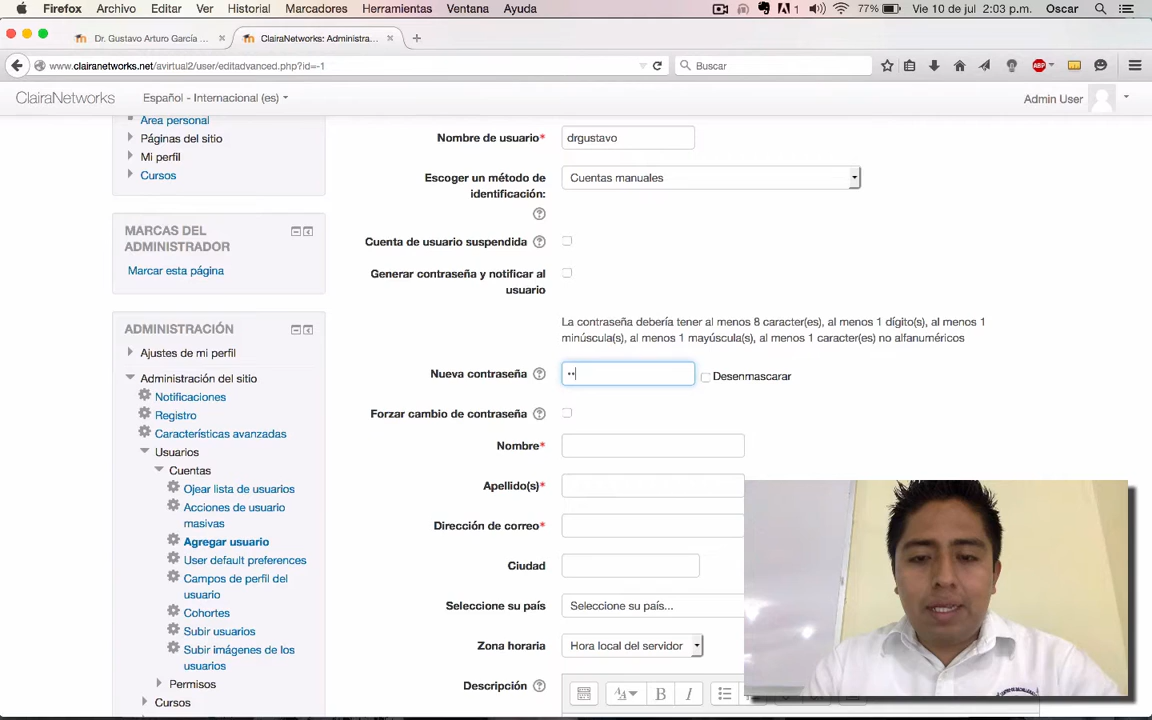 Firefox Archivo Editar Ver Historial Marcadores Herramientas Ventana Ayuda
1 77% Vie 10 de jul 2:03 p.m. Oscar
Dr. Gustavo Arturo García ... ×
ClairaNetworks: Administra... ×
www.clairanetworks.net/avirtual2/user/editadvanced.php?id=-1
Buscar
ABP
ClairaNetworks Español - Internacional (es)
Admin User
Area personal
Páginas del sitio
Mi perfil
Cursos
MARCAS DEL
ADMINISTRADOR
Marcar esta página
ADMINISTRACIÓN
Ajustes de mi perfil
Administración del sitio
Notificaciones
Registro
Características avanzadas
Usuarios
Cuentas
Ojear lista de usuarios
Acciones de usuario
masivas
Agregar usuario
User default preferences
Campos de perfil del
usuario
Cohortes
Subir usuarios
Subir imágenes de los
usuarios
Permisos
Cursos
Nombre de usuario* drgustavo
Escoger un método de
identificación:
Cuentas manuales
Cuenta de usuario suspendida
Generar contraseña y notificar al
usuario
La contraseña debería tener al menos 8 caracter(es), al menos 1 dígito(s), al menos 1
minúscula(s), al menos 1 mayúscula(s), al menos 1 caracter(es) no alfanuméricos
Nueva contraseña •• Desenmascarar
Forzar cambio de contraseña
Nombre*
Apellido(s)*
Dirección de correo*
Ciudad
Seleccione su país Seleccione su país...
Zona horaria Hora local del servidor
Descripción
B I